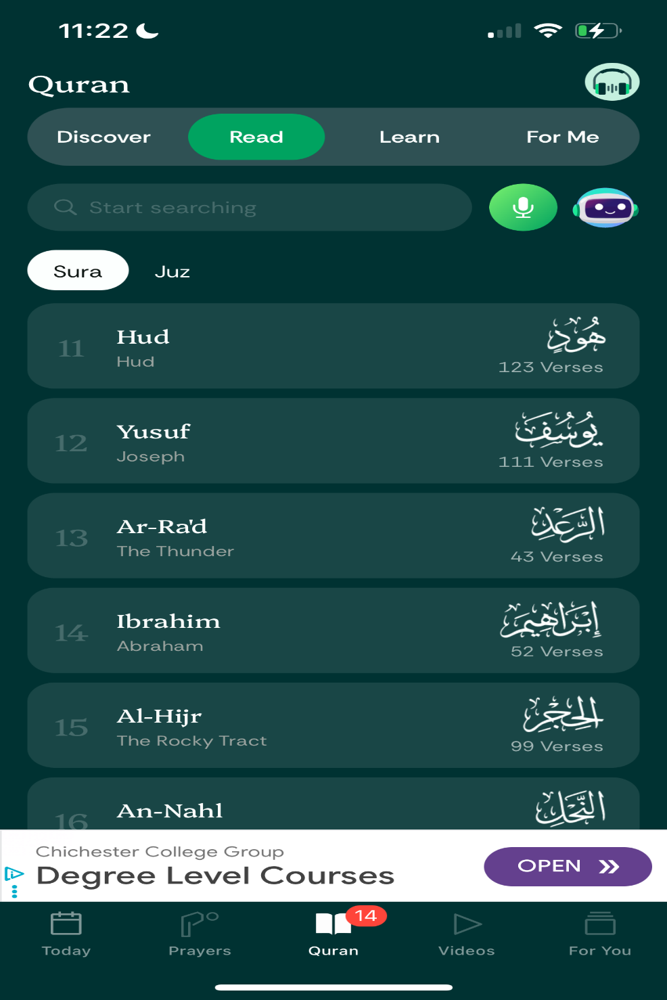 11:22
Quran
Discover Read Learn For Me
Start searching
Sura Juz
11 Hud هُودٍ
Hud 123 Verses
12 Yusuf يُوسُفَ
Joseph 111 Verses
13 Ar-Ra'd الرَّعْدِ
The Thunder 43 Verses
14 Ibrahim إِبْرَاهِيمَ
Abraham 52 Verses
15 Al-Hijr الحِجْرِ
The Rocky Tract 99 Verses
16 An-Nahl النَّحْلِ
Chichester College Group
Degree Level Courses OPEN
14
Today Prayers Quran Videos For You